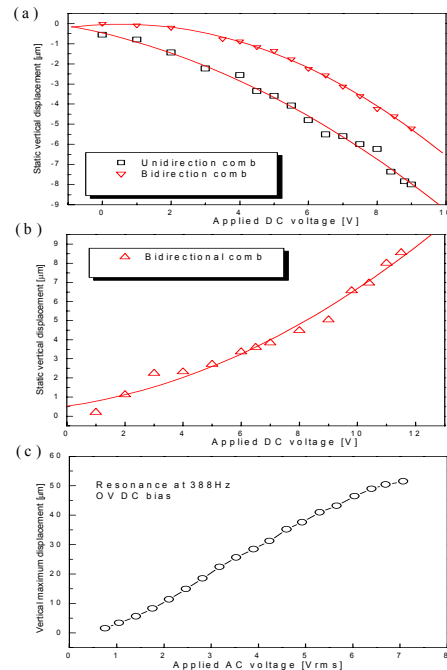 (a)
0
-1
-2
-3
-4
-5
-6
-7
-8
-9
Static vertical displacement [µm]
Unidirection comb
Bidirection comb
0 2 4 6 8 10
Applied DC voltage [V]
(b)
9
8
7
6
5
4
3
2
1
0
Static vertical displacement [µm]
Bidirectional comb
0 2 4 6 8 10 12
Applied DC voltage [V]
(c)
60
50
40
30
20
10
0
Vertical maximum displacement [µm]
Resonance at 388Hz
0V DC bias
0 1 2 3 4 5 6 7 8
Applied AC voltage [Vrms]